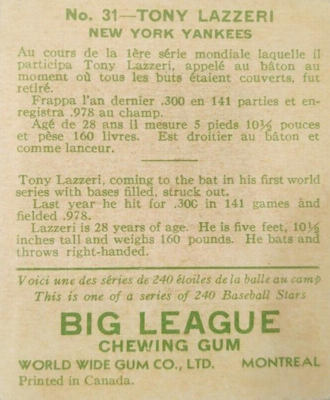 No. 31—TONY LAZZERI
NEW YORK YANKEES
Au cours de la 1ère série mondiale laquelle il
participa Tony Lazzeri, appelé au bâton au
moment où tous les buts étaient couverts, fut
retiré.
Frappa l'an dernier .300 en 141 parties et en-
registra .978 au champ.
Agé de 28 ans il mesure 5 pieds 10½ pouces
et pèse 160 livres. Est droitier au bâton et
comme lanceur.
Tony Lazzeri, coming to the bat in his first world
series with bases filled, struck out.
Last year he hit for .300 in 141 games and
fielded .978.
Lazzeri is 28 years of age. He is five feet, 10½
inches tall and weighs 160 pounds. He bats and
throws right-handed.
Voici une des séries de 240 étoiles de la balle au camp
This is one of a series of 240 Baseball Stars
BIG LEAGUE
CHEWING GUM
WORLD WIDE GUM CO., LTD. MONTREAL
Printed in Canada.